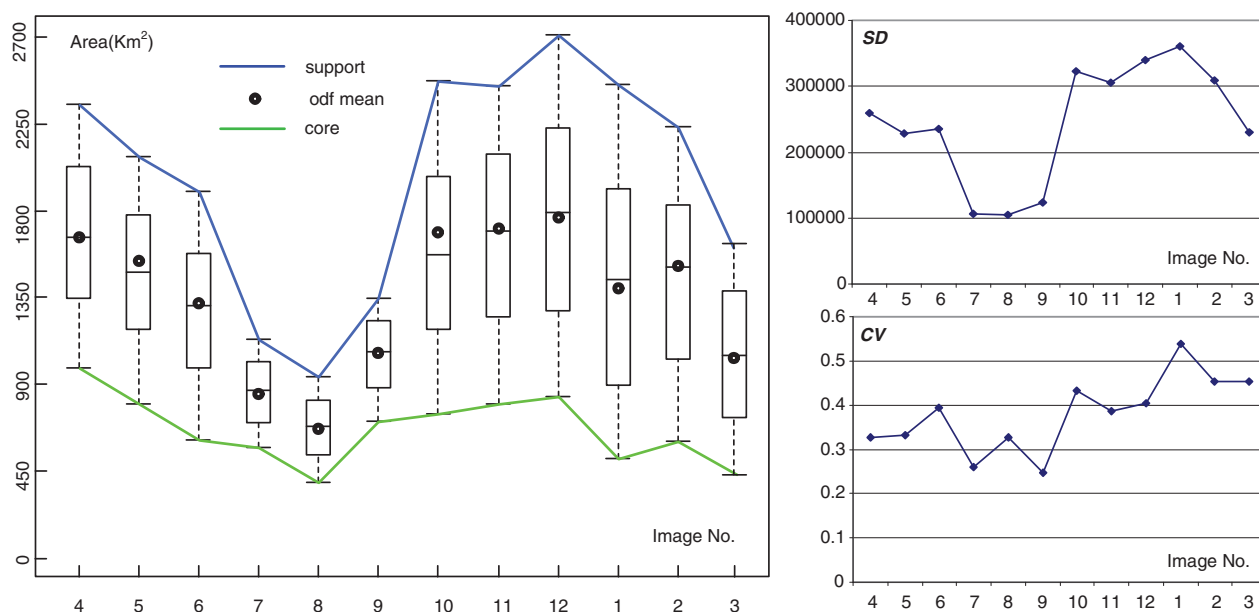 Area(Km²)
support
odf mean
core
2700
2250
1800
1350
900
450
0
Image No.
4 5 6 7 8 9 10 11 12 1 2 3
SD
400000
300000
200000
100000
0
Image No.
4 5 6 7 8 9 10 11 12 1 2 3
CV
0.6
0.5
0.4
0.3
0.2
0.1
0
Image No.
4 5 6 7 8 9 10 11 12 1 2 3